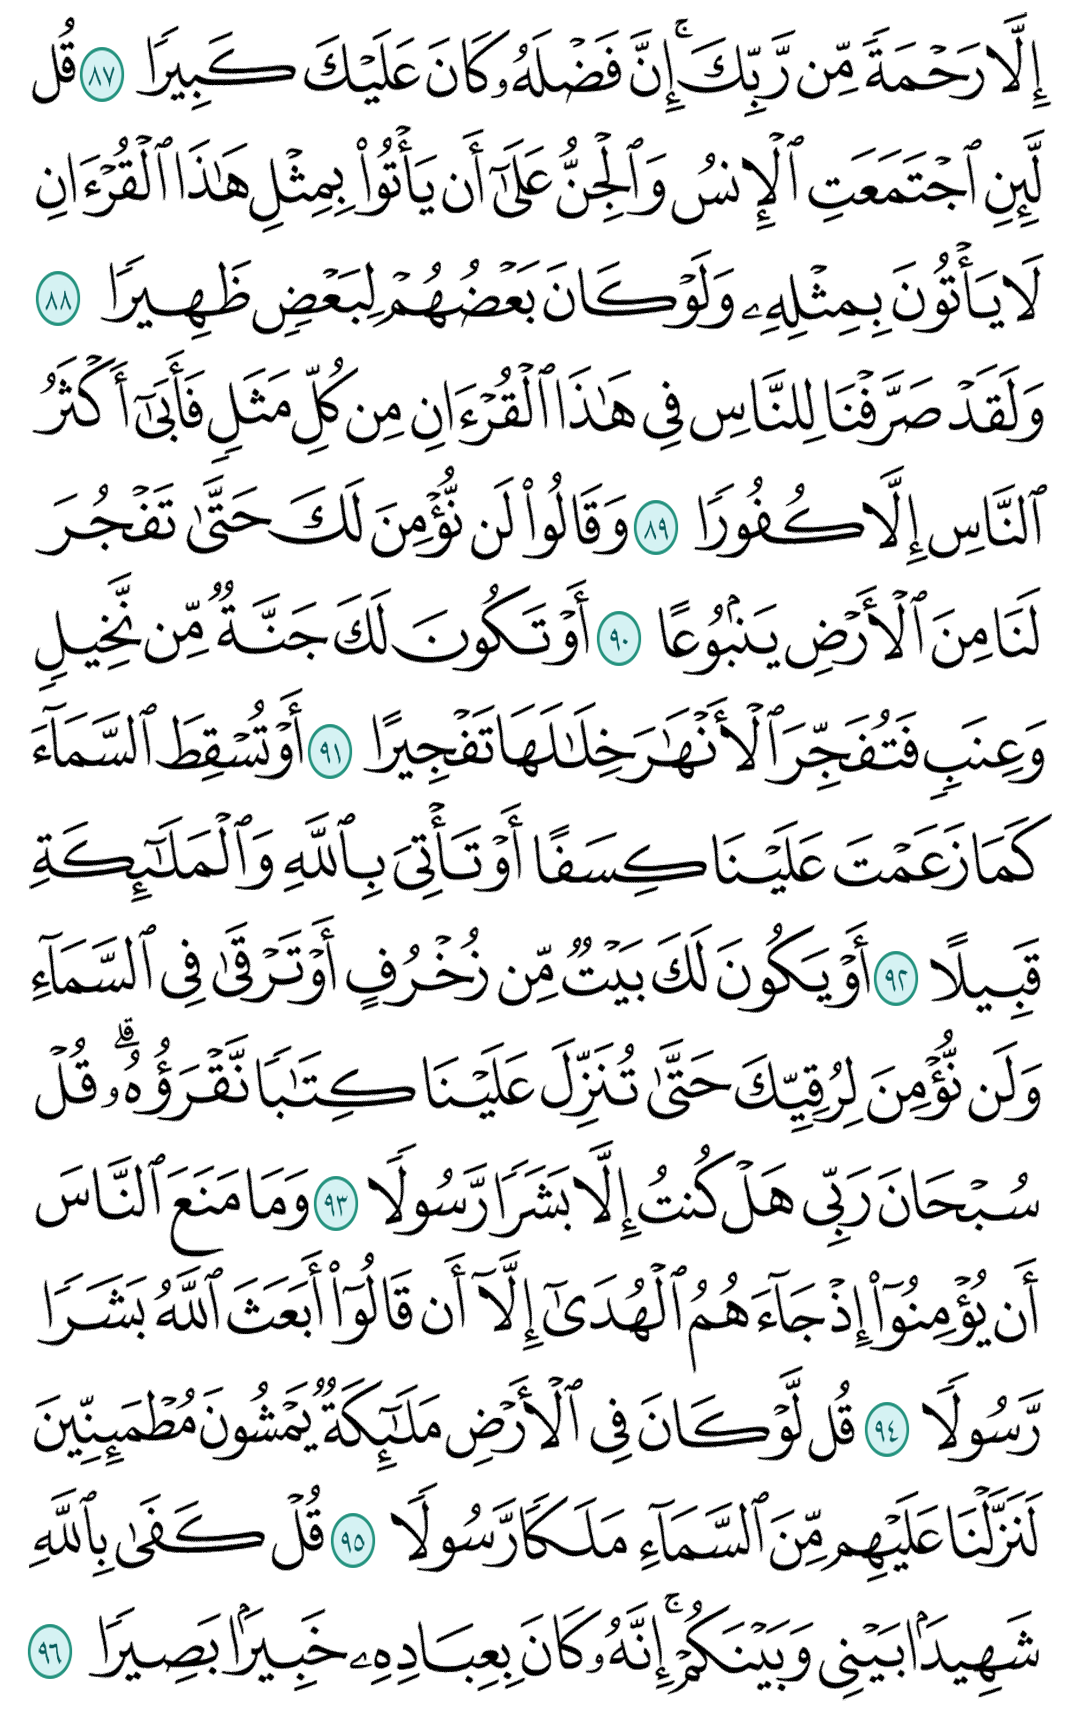 إِلَّا رَحۡمَةٗ مِّن رَّبِّكَۚ إِنَّ فَضۡلَهُۥ كَانَ عَلَيۡكَ كَبِيرٗا ٨٧ قُل
لَّئِنِ ٱجۡتَمَعَتِ ٱلۡإِنسُ وَٱلۡجِنُّ عَلَىٰٓ أَن يَأۡتُواْ بِمِثۡلِ هَٰذَا ٱلۡقُرۡءَانِ
لَا يَأۡتُونَ بِمِثۡلِهِۦ وَلَوۡ كَانَ بَعۡضُهُمۡ لِبَعۡضٖ ظَهِيرٗا ٨٨
وَلَقَدۡ صَرَّفۡنَا لِلنَّاسِ فِي هَٰذَا ٱلۡقُرۡءَانِ مِن كُلِّ مَثَلٖ فَأَبَىٰٓ أَكۡثَرُ
ٱلنَّاسِ إِلَّا كُفُورٗا ٨٩ وَقَالُواْ لَن نُّؤۡمِنَ لَكَ حَتَّىٰ تَفۡجُرَ
لَنَا مِنَ ٱلۡأَرۡضِ يَنۢبُوعًا ٩٠ أَوۡ تَكُونَ لَكَ جَنَّةٞ مِّن نَّخِيلٖ
وَعِنَبٖ فَتُفَجِّرَ ٱلۡأَنۡهَٰرَ خِلَٰلَهَا تَفۡجِيرًا ٩١ أَوۡ تُسۡقِطَ ٱلسَّمَآءَ
كَمَا زَعَمۡتَ عَلَيۡنَا كِسَفًا أَوۡ تَأۡتِيَ بِٱللَّهِ وَٱلۡمَلَٰٓئِكَةِ
قَبِيلًا ٩٢ أَوۡ يَكُونَ لَكَ بَيۡتٞ مِّن زُخۡرُفٍ أَوۡ تَرۡقَىٰ فِي ٱلسَّمَآءِ
وَلَن نُّؤۡمِنَ لِرُقِيِّكَ حَتَّىٰ تُنَزِّلَ عَلَيۡنَا كِتَٰبٗا نَّقۡرَؤُهُۥۗ قُلۡ
سُبۡحَانَ رَبِّي هَلۡ كُنتُ إِلَّا بَشَرٗا رَّسُولٗا ٩٣ وَمَا مَنَعَ ٱلنَّاسَ
أَن يُؤۡمِنُوٓاْ إِذۡ جَآءَهُمُ ٱلۡهُدَىٰٓ إِلَّآ أَن قَالُوٓاْ أَبَعَثَ ٱللَّهُ بَشَرٗا
رَّسُولٗا ٩٤ قُل لَّوۡ كَانَ فِي ٱلۡأَرۡضِ مَلَٰٓئِكَةٞ يَمۡشُونَ مُطۡمَئِنِّينَ
لَنَزَّلۡنَا عَلَيۡهِم مِّنَ ٱلسَّمَآءِ مَلَكٗا رَّسُولٗا ٩٥ قُلۡ كَفَىٰ بِٱللَّهِ
شَهِيدَۢا بَيۡنِي وَبَيۡنَكُمۡۚ إِنَّهُۥ كَانَ بِعِبَادِهِۦ خَبِيرَۢا بَصِيرٗا ٩٦